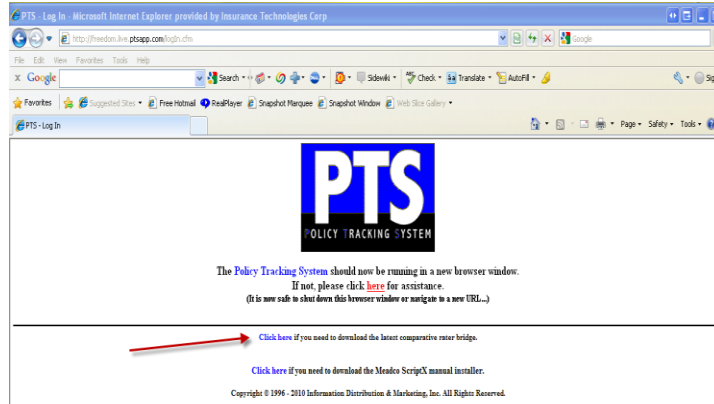 PTS - Log In - Microsoft Internet Explorer provided by Insurance Technologies Corp
http://freedom.live.ptsapp.com/login.cfm
Google
File Edit View Favorites Tools Help
x Google Search Sidewiki Check Translate AutoFill
Favorites Suggested Sites Free Hotmail RealPlayer Snapshot Marquee Snapshot Window Web Slice Gallery
PTS - Log In Page Safety Tools
PTS
POLICY TRACKING SYSTEM
The Policy Tracking System should now be running in a new browser window.
If not, please click here for assistance.
(It is now safe to shut down this browser window or navigate to a new URL...)
Click here if you need to download the latest comparative rater bridge.
Click here if you need to download the Meadco ScriptX manual installer.
Copyright © 1996 - 2010 Information Distribution & Marketing, Inc. All Rights Reserved.